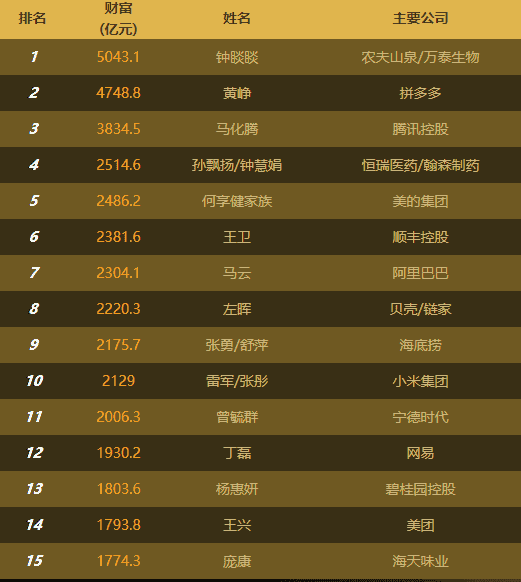 排名 财富 姓名 主要公司
(亿元)
1 5043.1 钟睒睒 农夫山泉/万泰生物
2 4748.8 黄峥 拼多多
3 3834.5 马化腾 腾讯控股
4 2514.6 孙飘扬/钟慧娟 恒瑞医药/翰森制药
5 2486.2 何享健家族 美的集团
6 2381.6 王卫 顺丰控股
7 2304.1 马云 阿里巴巴
8 2220.3 左晖 贝壳/链家
9 2175.7 张勇/舒萍 海底捞
10 2129 雷军/张彤 小米集团
11 2006.3 曾毓群 宁德时代
12 1930.2 丁磊 网易
13 1803.6 杨惠妍 碧桂园控股
14 1793.8 王兴 美团
15 1774.3 庞康 海天味业